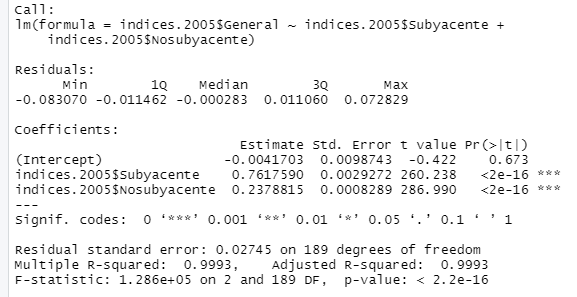 Call:
lm(formula = indices.2005$General ~ indices.2005$Subyacente +
    indices.2005$Nosubyacente)
Residuals:
      Min        1Q    Median        3Q       Max
-0.083070 -0.011462 -0.000283  0.011060  0.072829
Coefficients:
                            Estimate Std. Error t value Pr(>|t|)
(Intercept)               -0.0041703  0.0098743  -0.422    0.673
indices.2005$Subyacente    0.7617590  0.0029272 260.238   <2e-16 ***
indices.2005$Nosubyacente  0.2378815  0.0008289 286.990   <2e-16 ***
---
Signif. codes:  0 ‘***’ 0.001 ‘**’ 0.01 ‘*’ 0.05 ‘.’ 0.1 ‘ ’ 1
Residual standard error: 0.02745 on 189 degrees of freedom
Multiple R-squared:  0.9993,    Adjusted R-squared:  0.9993
F-statistic: 1.286e+05 on 2 and 189 DF,  p-value: < 2.2e-16